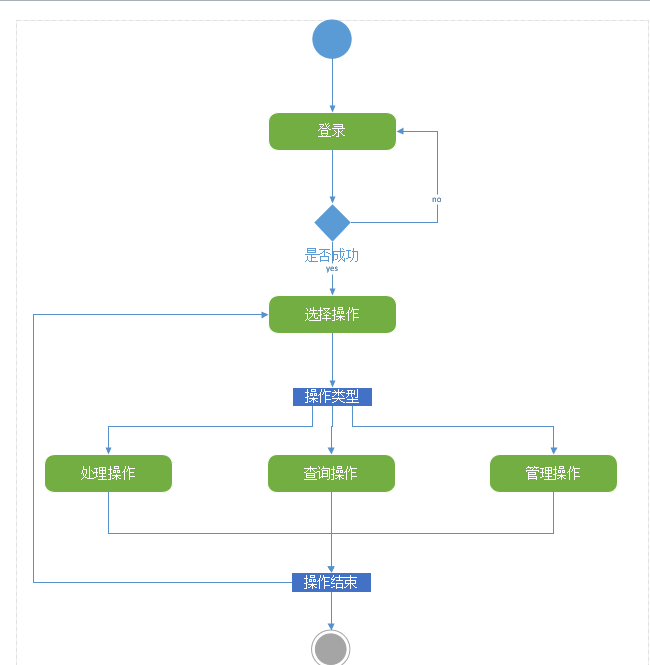 登录
no
是否成功
yes
选择操作
操作类型
处理操作
查询操作
管理操作
操作结束